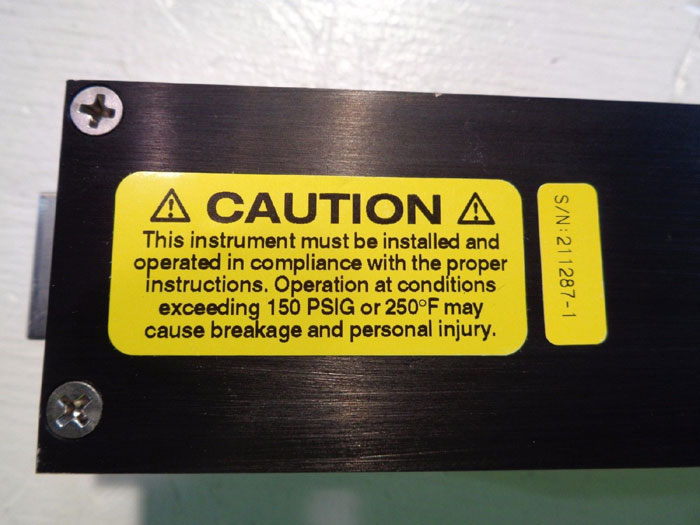 CAUTION
This instrument must be installed and
operated in compliance with the proper
instructions. Operation at conditions
exceeding 150 PSIG or 250°F may
cause breakage and personal injury.
S/N:211287-1